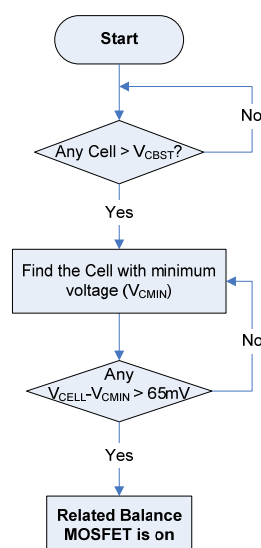 Start
No
Any Cell > VCBST?
Yes
Find the Cell with minimum
voltage (VCMIN)
No
Any
VCELL-VCMIN > 65mV
Yes
Related Balance
MOSFET is on